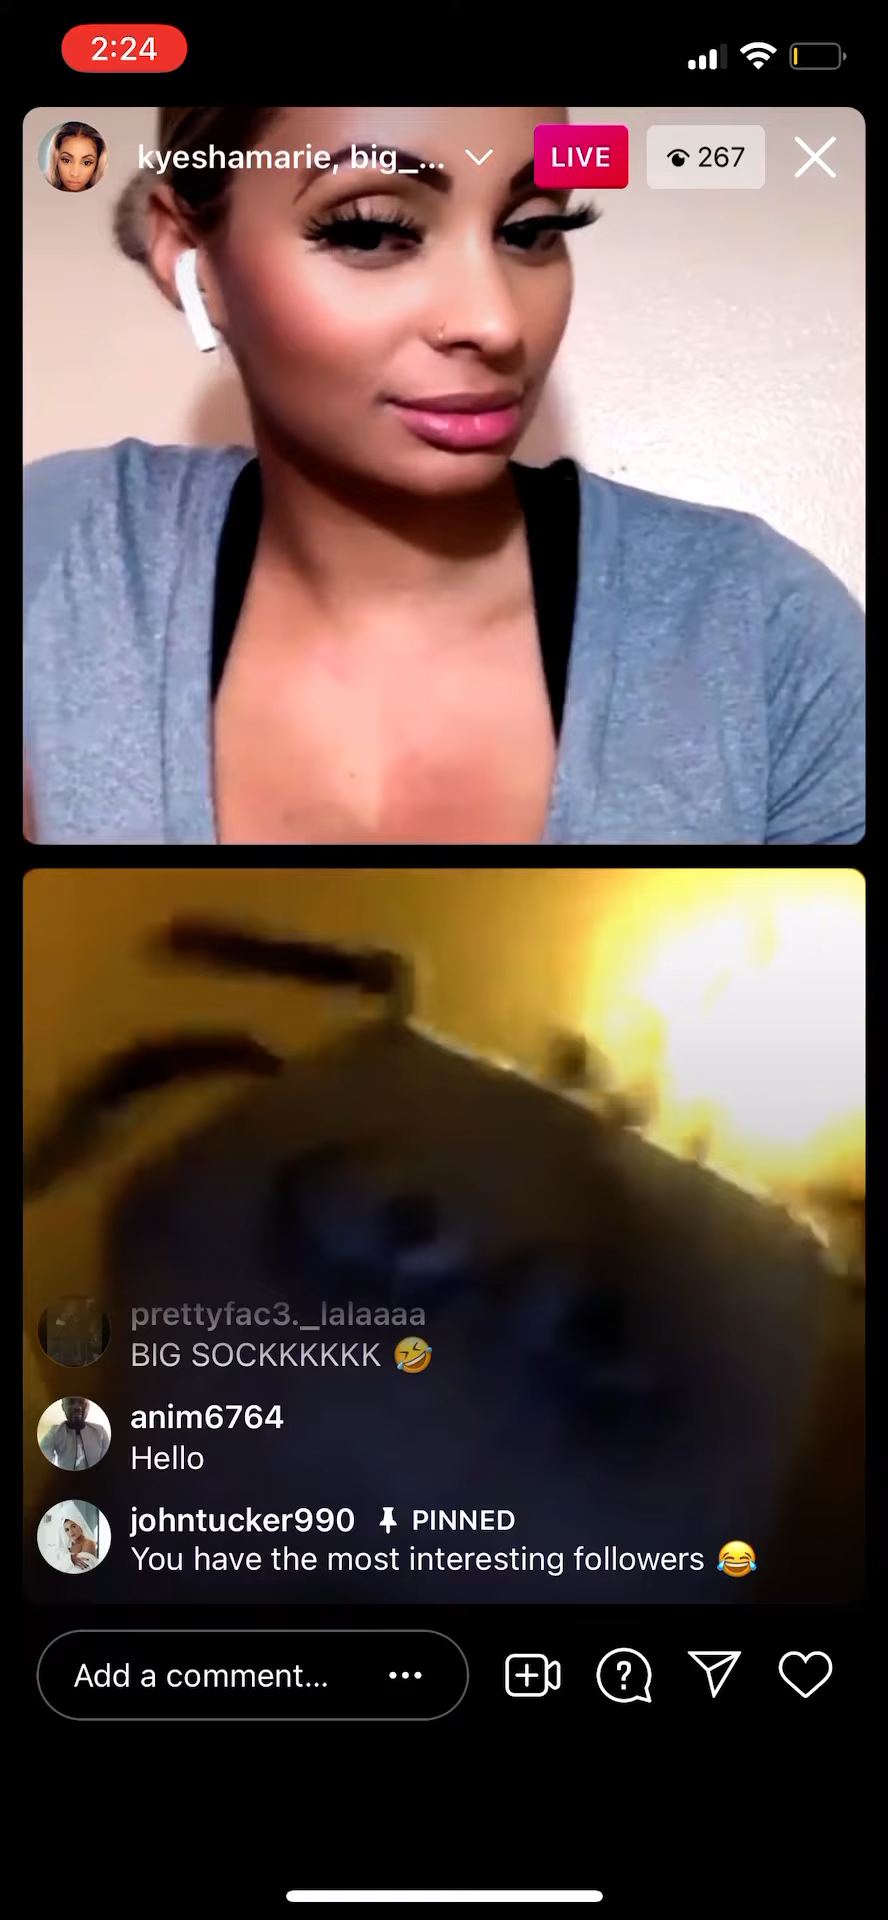 2:24
kyeshamarie, big_...
LIVE
267
prettyfac3._lalaaaa
BIG SOCKKKKKK 🤣
anim6764
Hello
johntucker990 PINNED
You have the most interesting followers 😂
Add a comment...